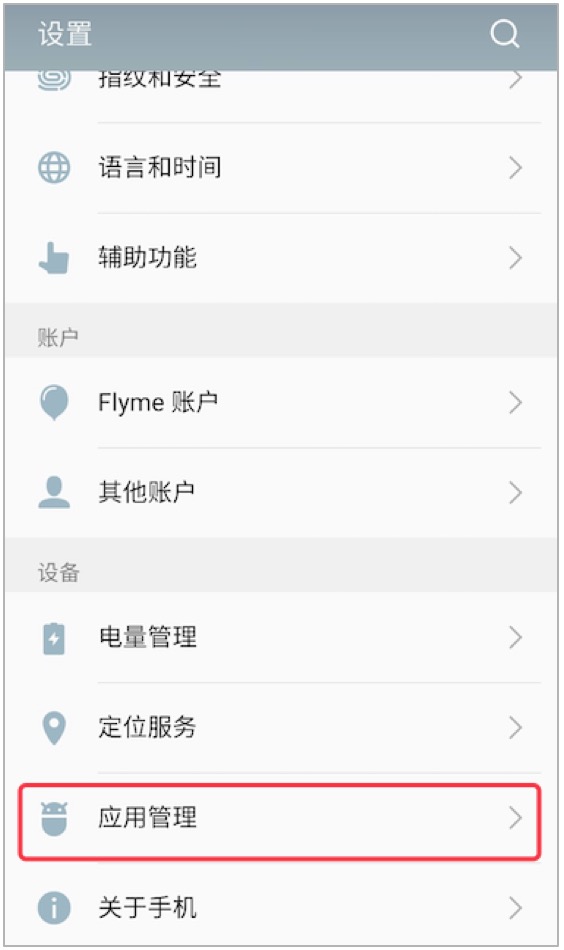 设置
指纹和安全
语言和时间
辅助功能
账户
Flyme 账户
其他账户
设备
电量管理
定位服务
应用管理
关于手机